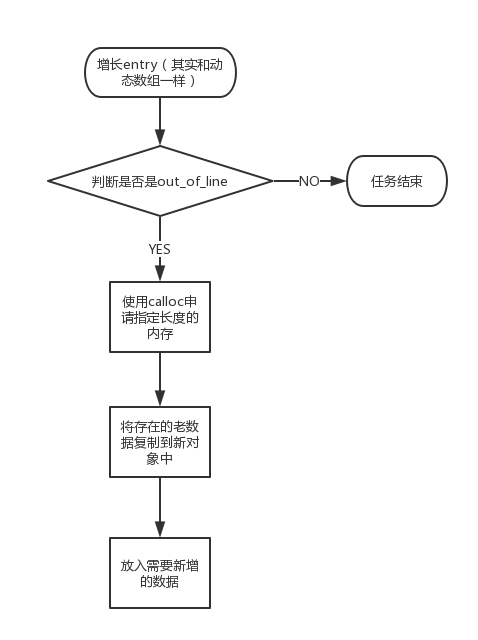 增长entry（其实和动
态数组一样）
判断是否是out_of_line
NO
任务结束
YES
使用calloc申
请指定长度的
内存
将存在的老数
据复制到新对
象中
放入需要新增
的数据